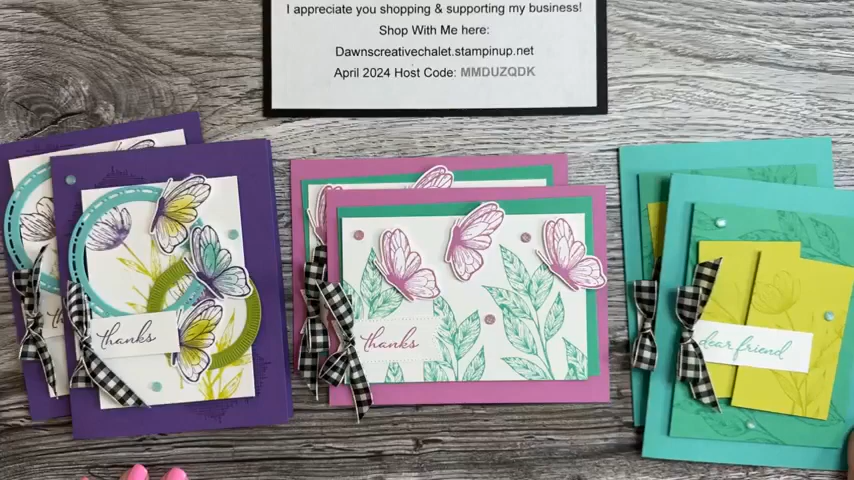 I appreciate you shopping & supporting my business!
Shop With Me here:
Dawnscreativechalet.stampinup.net
April 2024 Host Code: MMDUZQDK
thanks
thanks
dear friend